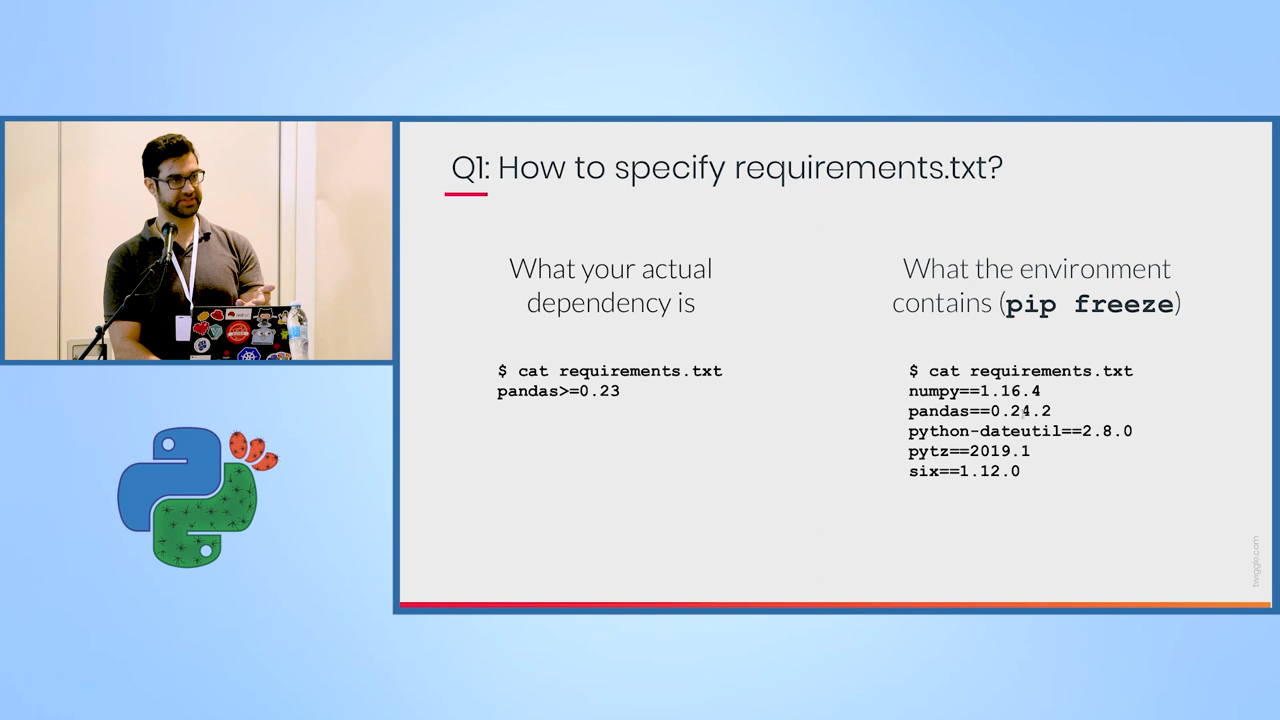 Q1: How to specify requirements.txt?
What your actual
dependency is
$ cat requirements.txt
pandas>=0.23
What the environment
contains (pip freeze)
$ cat requirements.txt
numpy==1.16.4
pandas==0.24.2
python-dateutil==2.8.0
pytz==2019.1
six==1.12.0
twiggle.com